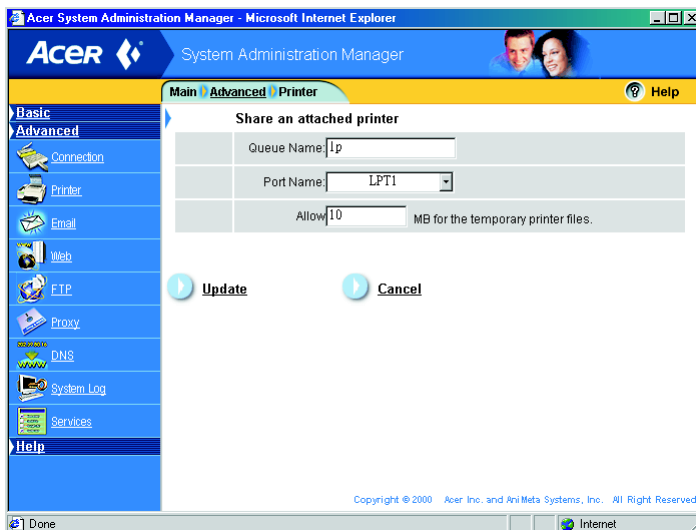 Acer System Administration Manager - Microsoft Internet Explorer
Acer
System Administration Manager
Main Advanced Printer
Help
Basic
Advanced
Connection
Printer
Email
Web
FTP
Proxy
DNS
System Log
Services
Help
Share an attached printer
Queue Name: lp
Port Name: LPT1
Allow 10 MB for the temporary printer files.
Update Cancel
Copyright © 2000 Acer Inc. and AniMeta Systems, Inc. All Right Reserved
Done
Internet